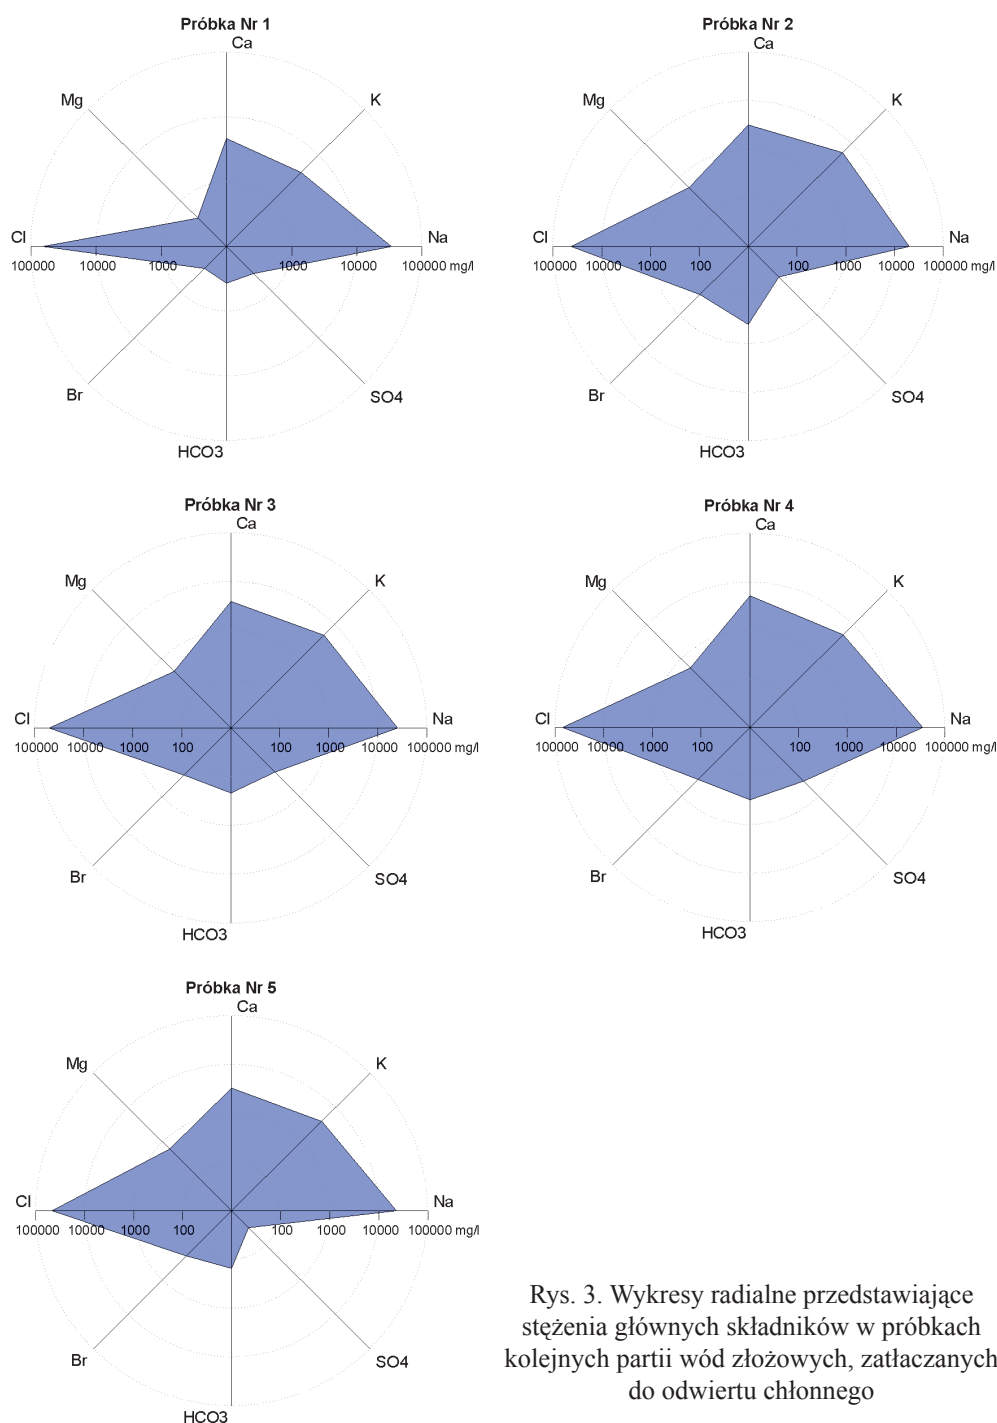 Próbka Nr 1
Ca
Mg
K
Cl
Na
100000 10000 1000 1000 10000 100000 mg/l
Br
SO4
HCO3
Próbka Nr 2
Ca
Mg
K
Cl
Na
100000 10000 1000 100 100 1000 10000 100000 mg/l
Br
SO4
HCO3
Próbka Nr 3
Ca
Mg
K
Cl
Na
100000 10000 1000 100 100 1000 10000 100000 mg/l
Br
SO4
HCO3
Próbka Nr 4
Ca
Mg
K
Cl
Na
100000 10000 1000 100 100 1000 10000 100000 mg/l
Br
SO4
HCO3
Próbka Nr 5
Ca
Mg
K
Cl
Na
100000 10000 1000 100 100 1000 10000 100000 mg/l
Br
SO4
HCO3
Rys. 3. Wykresy radialne przedstawiające
stężenia głównych składników w próbkach
kolejnych partii wód złożowych, zatłaczanych
do odwiertu chłonnego